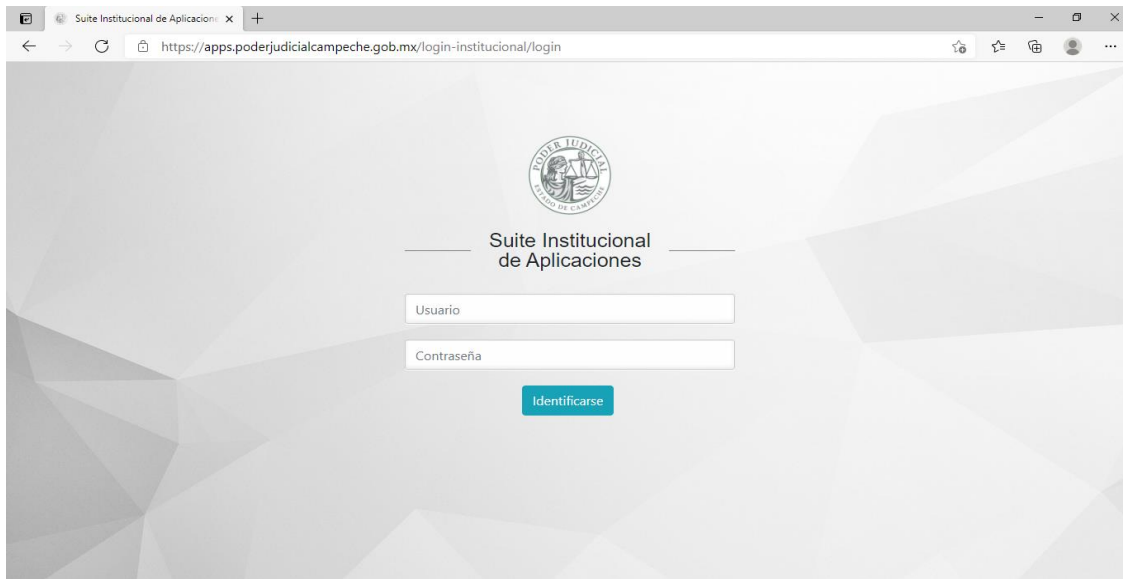 Suite Institucional de Aplicacion
https://apps.poderjudicialcampeche.gob.mx/login-institucional/login
PODER JUDICIAL
ESTADO DE CAMPECHE
Suite Institucional
de Aplicaciones
Usuario
Contraseña
Identificarse